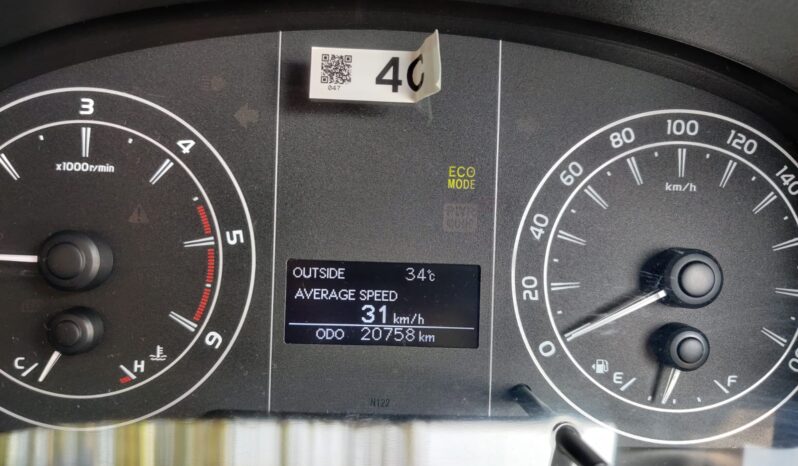 40
047
3
4
5
6
x1000r/min
C
H
ECO
MODE
OUTSIDE 34°c
AVERAGE SPEED
31 km/h
ODO 20758 km
N122
0
20
40
60
80
100
120
140
km/h
E
F